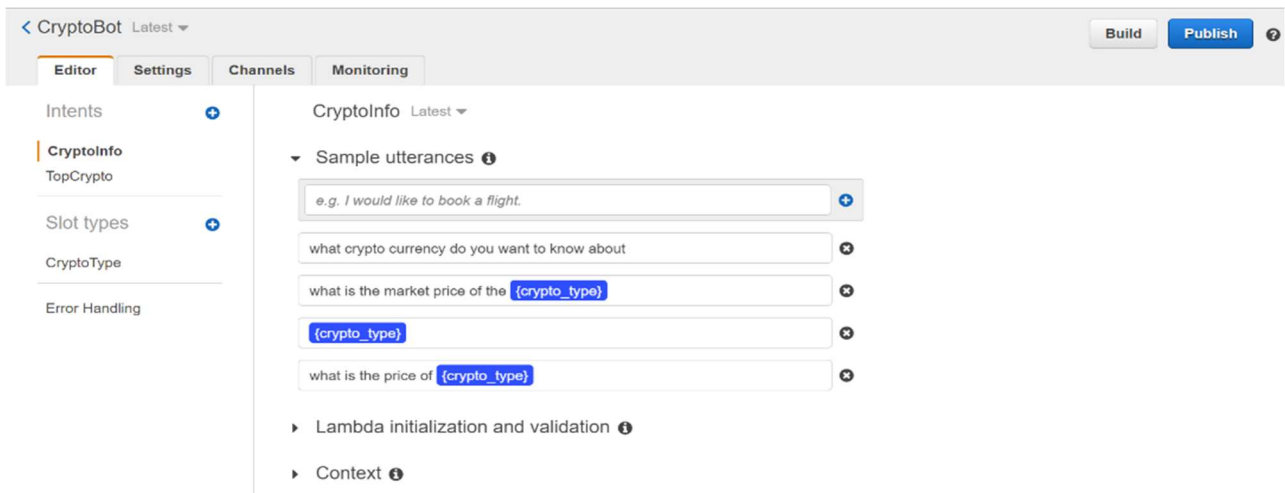 CryptoBot Latest
Build Publish
Editor Settings Channels Monitoring
Intents
CryptoInfo
TopCrypto
Slot types
CryptoType
Error Handling
CryptoInfo Latest
Sample utterances
e.g. I would like to book a flight.
what crypto currency do you want to know about
what is the market price of the {crypto_type}
{crypto_type}
what is the price of {crypto_type}
Lambda initialization and validation
Context